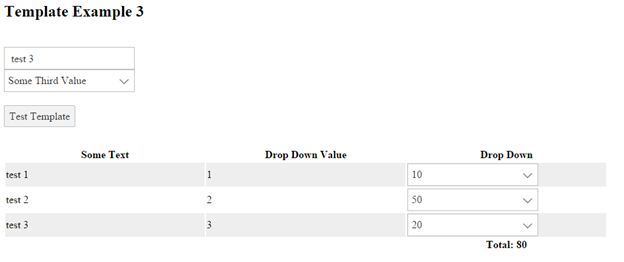 Template Example 3
test 3
Some Third Value
Test Template
Some Text Drop Down Value Drop Down
test 1 1 10
test 2 2 50
test 3 3 20
Total: 80